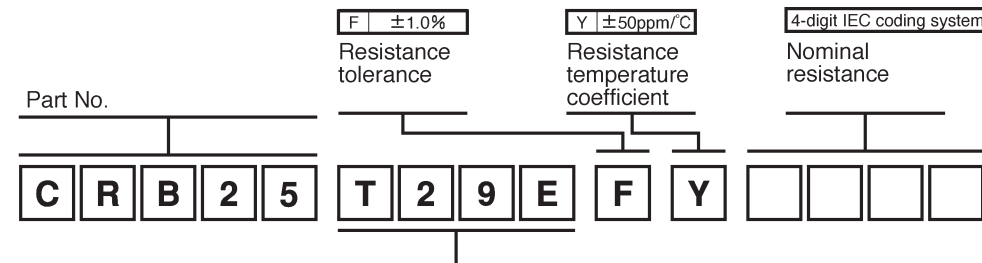 F ±1.0%
Resistance
tolerance
Y ±50ppm/°C
Resistance
temperature
coefficient
4-digit IEC coding system
Nominal
resistance
Part No.
C R B 2 5 T 2 9 E F Y